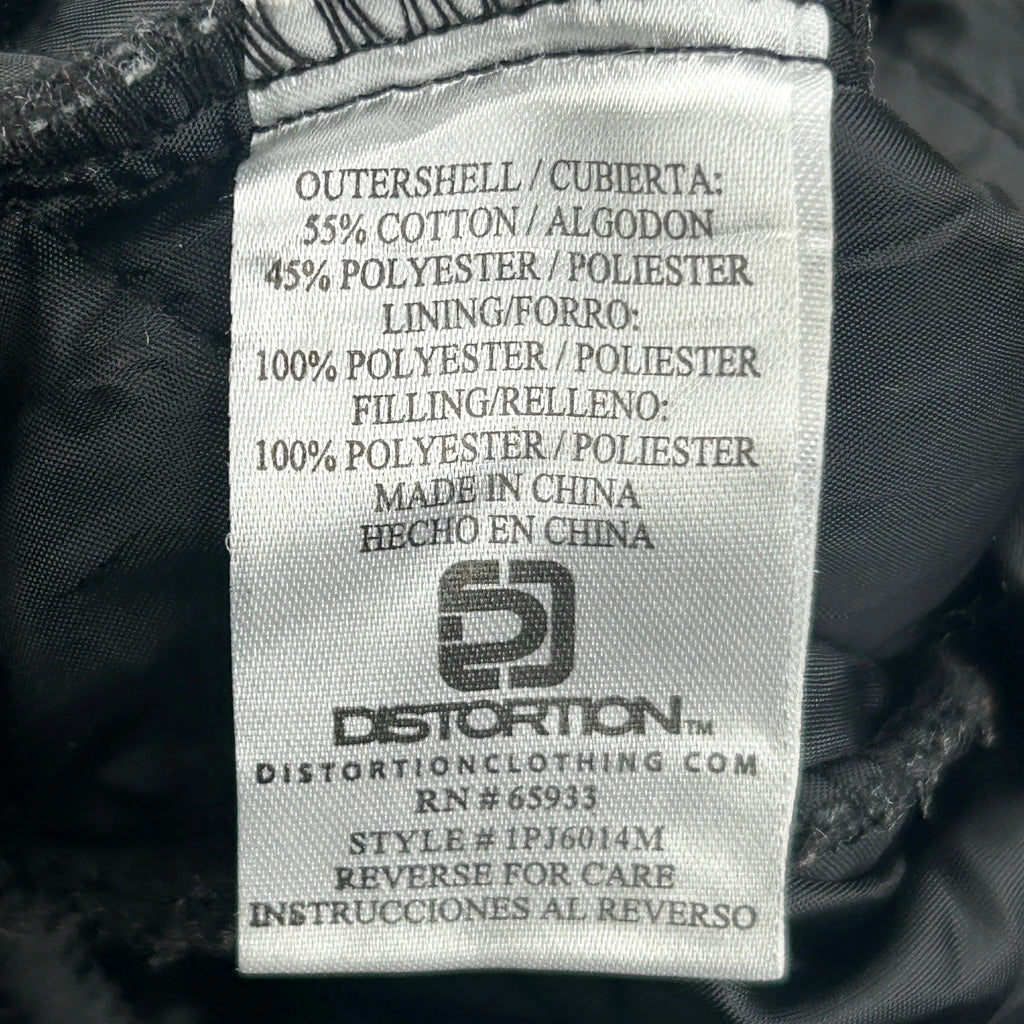 OUTERSHELL / CUBIERTA:
55% COTTON / ALGODON
45% POLYESTER / POLIESTER
LINING/FORRO:
100% POLYESTER / POLIESTER
FILLING/RELLENO:
100% POLYESTER / POLIESTER
MADE IN CHINA
HECHO EN CHINA
DISTORTION™
DISTORTIONCLOTHING COM
RN # 65933
STYLE # 1PJ6014M
REVERSE FOR CARE
INSTRUCCIONES AL REVERSO